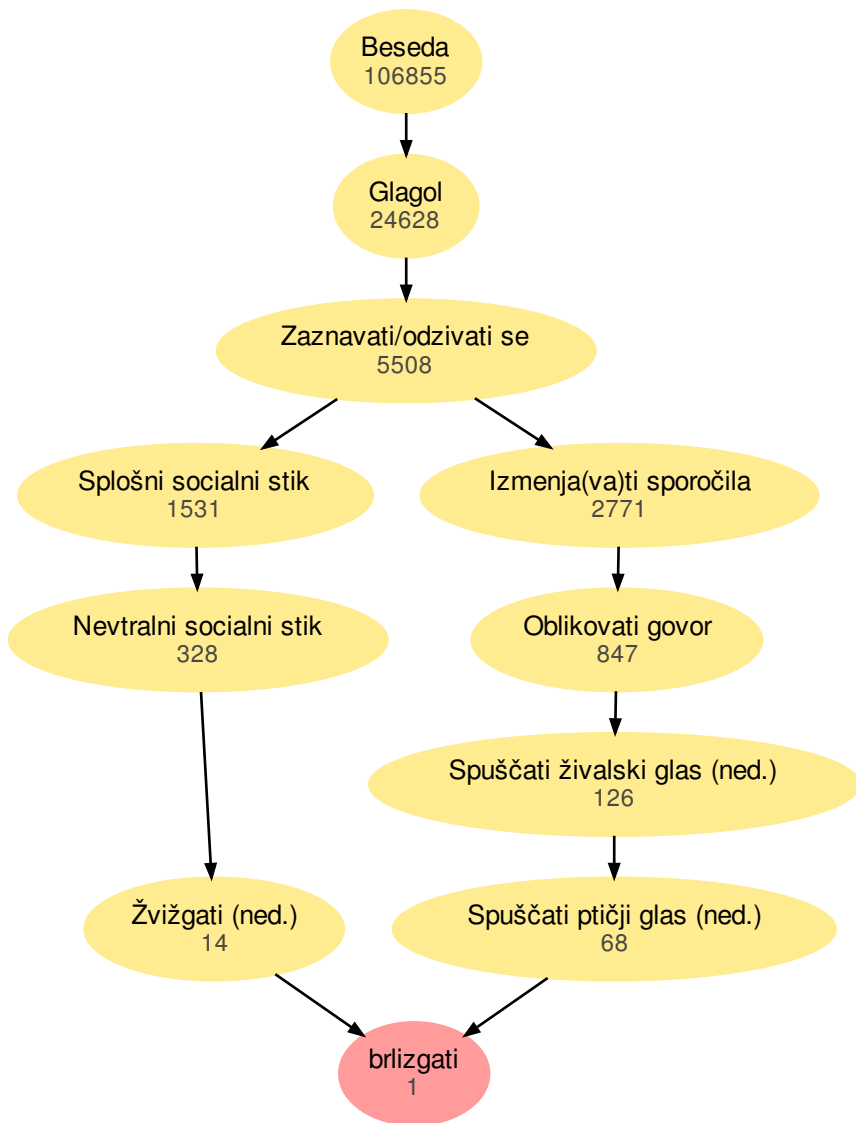 Beseda
106855
Glagol
24628
Zaznavati/odzivati se
5508
Splošni socialni stik
1531
Izmenja(va)ti sporočila
2771
Nevtralni socialni stik
328
Oblikovati govor
847
Spuščati živalski glas (ned.)
126
Žvižgati (ned.)
14
Spuščati ptičji glas (ned.)
68
brlizgati
1